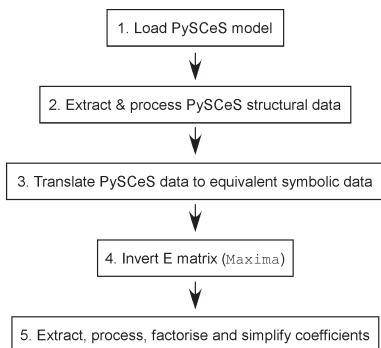 1. Load PySCeS model
2. Extract & process PySCeS structural data
3. Translate PySCeS data to equivalent symbolic data
4. Invert E matrix (Maxima)
5. Extract, process, factorise and simplify coefficients